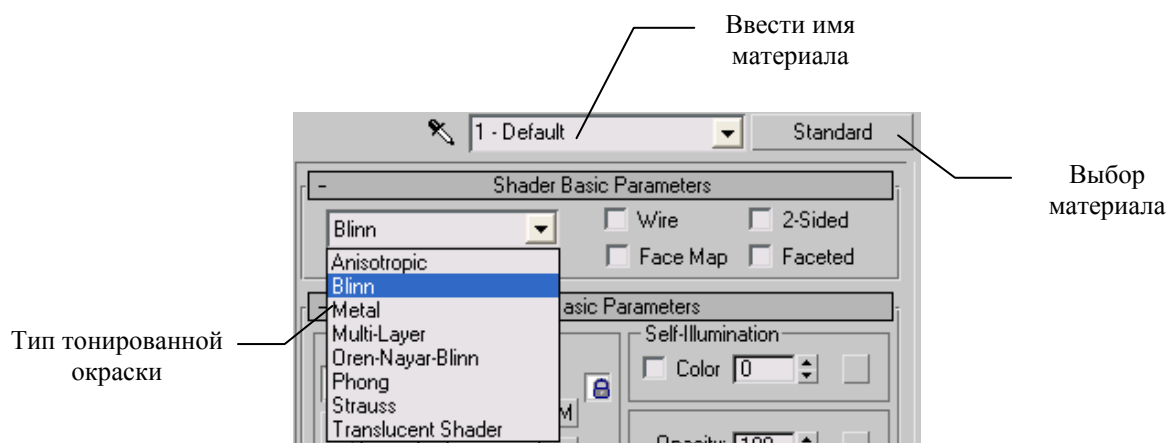 Ввести имя
материала
1 - Default
Standard
Выбор
материала
- Shader Basic Parameters
Blinn
Wire
2-Sided
Face Map
Faceted
Anisotropic
Blinn
Metal
Multi-Layer
Oren-Nayar-Blinn
Phong
Strauss
Translucent Shader
asic Parameters
Self-Illumination
Color 0
M
Opacity: 100
Тип тонированной
окраски